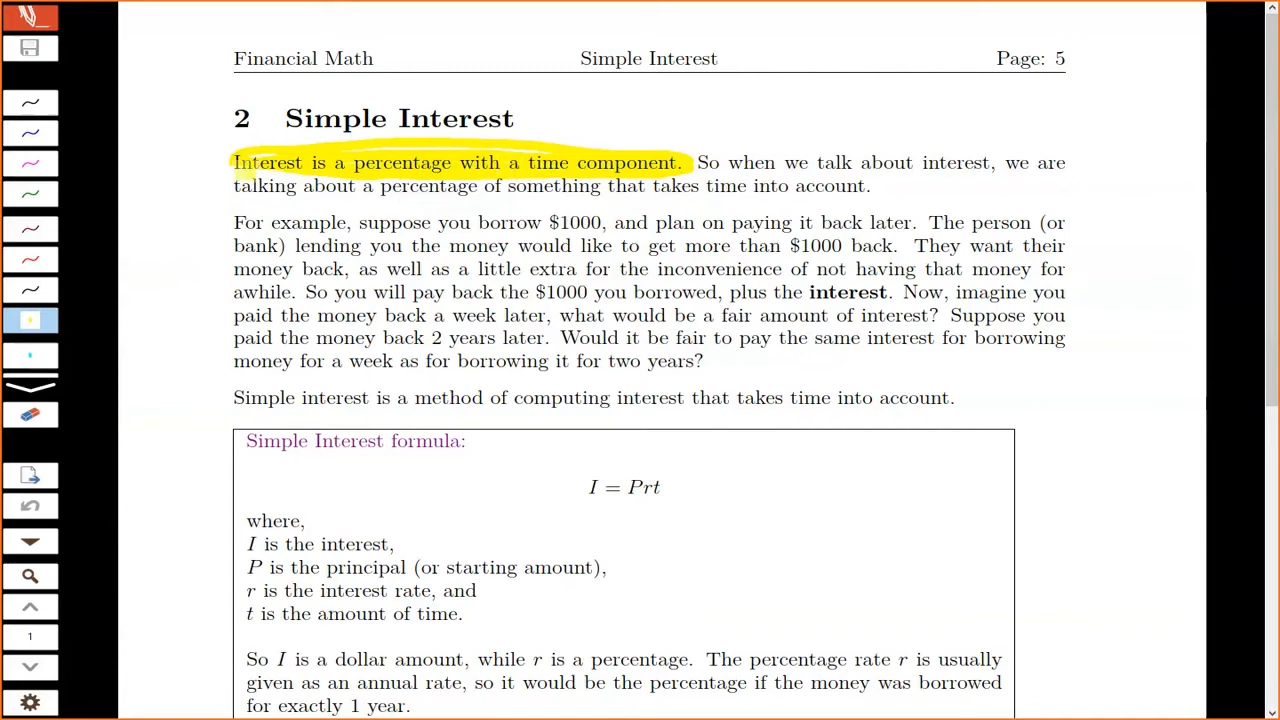 Financial Math Simple Interest Page: 5
2 Simple Interest
Interest is a percentage with a time component. So when we talk about interest, we are
talking about a percentage of something that takes time into account.
For example, suppose you borrow $1000, and plan on paying it back later. The person (or
bank) lending you the money would like to get more than $1000 back. They want their
money back, as well as a little extra for the inconvenience of not having that money for
awhile. So you will pay back the $1000 you borrowed, plus the interest. Now, imagine you
paid the money back a week later, what would be a fair amount of interest? Suppose you
paid the money back 2 years later. Would it be fair to pay the same interest for borrowing
money for a week as for borrowing it for two years?
Simple interest is a method of computing interest that takes time into account.
Simple Interest formula:
I = Prt
where,
I is the interest,
P is the principal (or starting amount),
r is the interest rate, and
t is the amount of time.
1
So I is a dollar amount, while r is a percentage. The percentage rate r is usually
given as an annual rate, so it would be the percentage if the money was borrowed
for exactly 1 year.